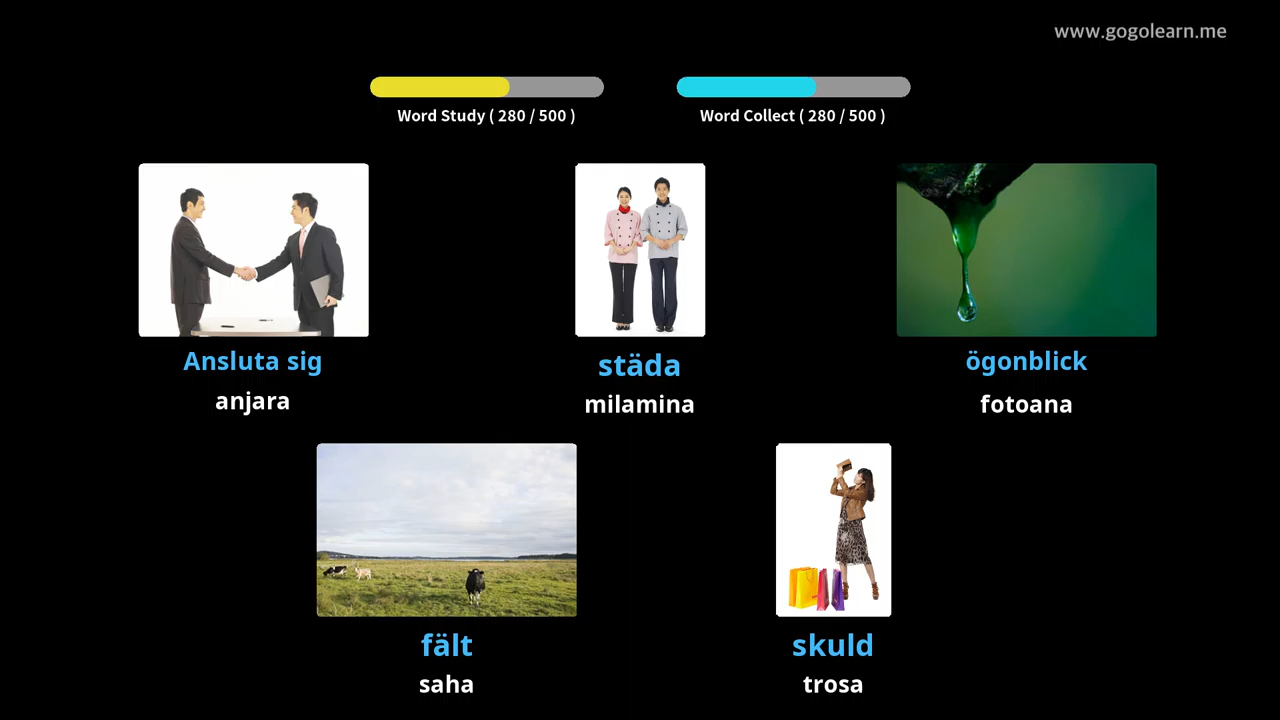 www.gogolearn.me
Word Study ( 280 / 500 )
Word Collect ( 280 / 500 )
Ansluta sig
anjara
städa
milamina
ögonblick
fotoana
fält
saha
skuld
trosa